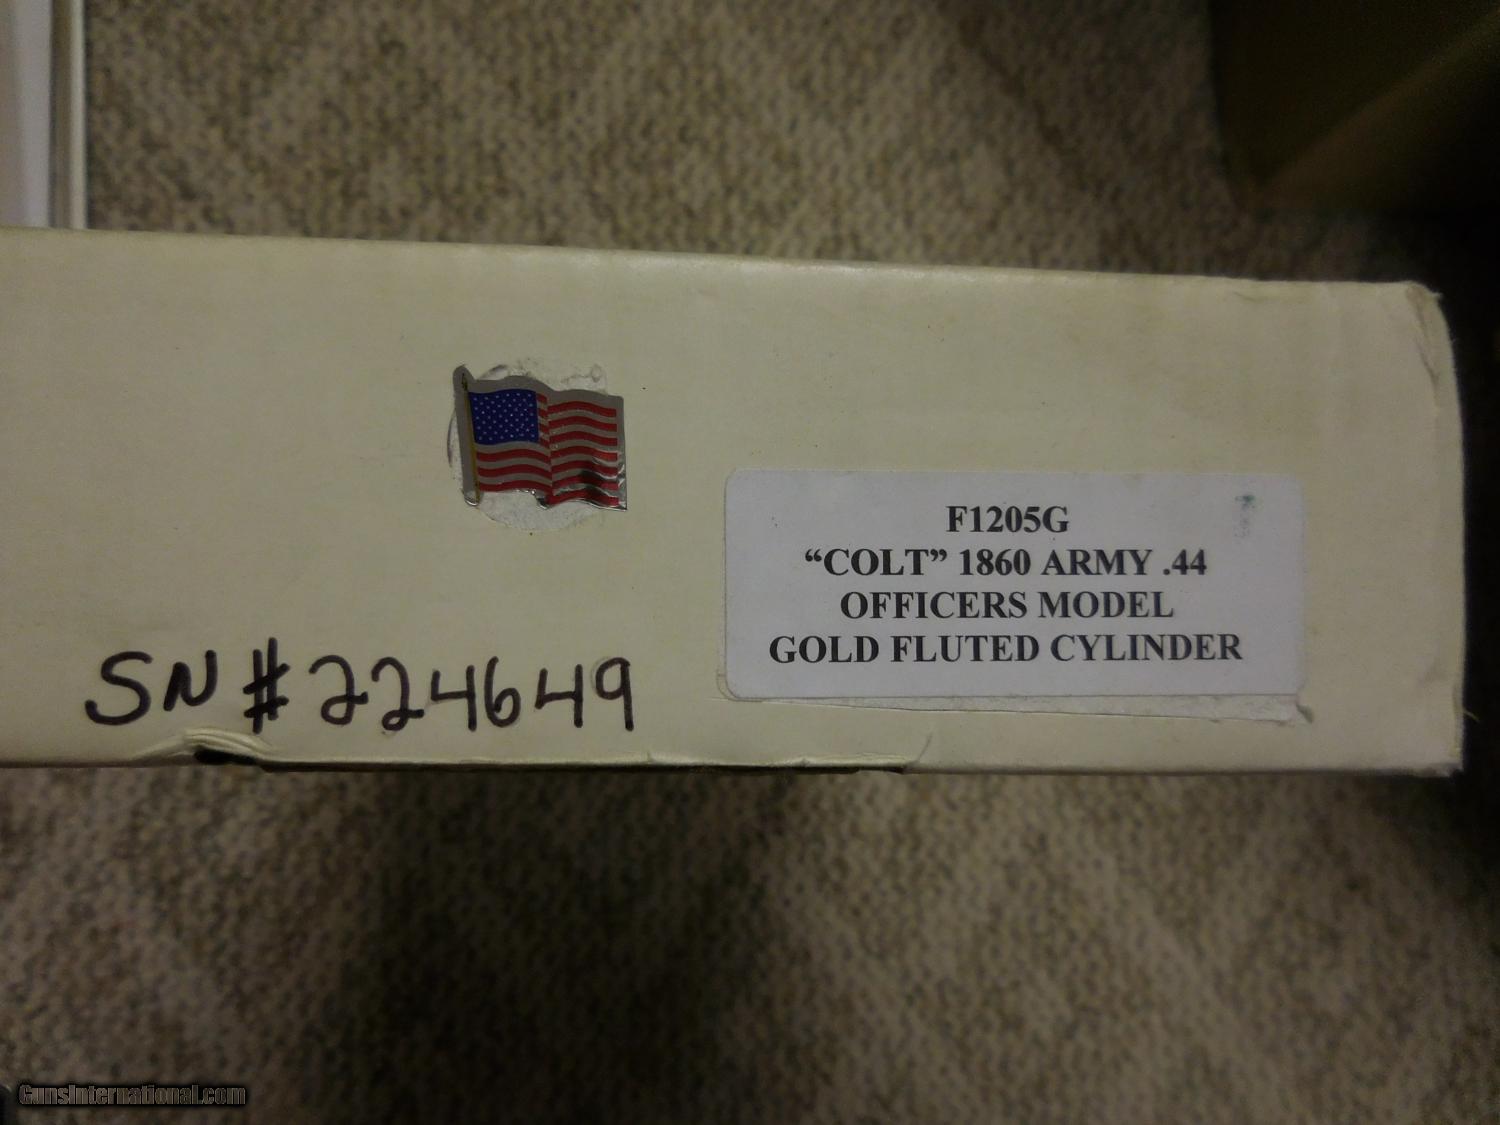 F1205G
“COLT” 1860 ARMY .44
OFFICERS MODEL
GOLD FLUTED CYLINDER
SN #224649
GunsInternational.com